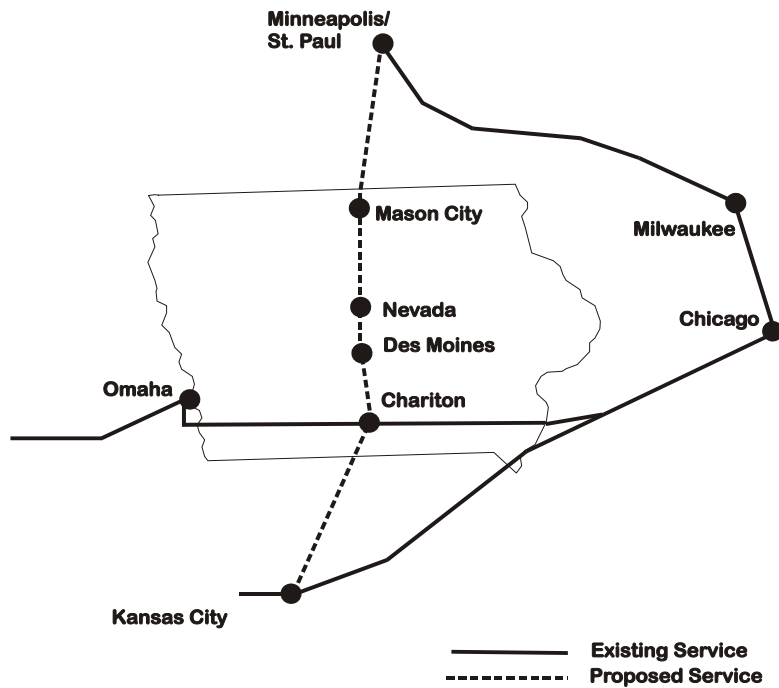 Minneapolis/
St. Paul
Mason City
Milwaukee
Nevada
Chicago
Des Moines
Omaha
Chariton
Kansas City
Existing Service
Proposed Service